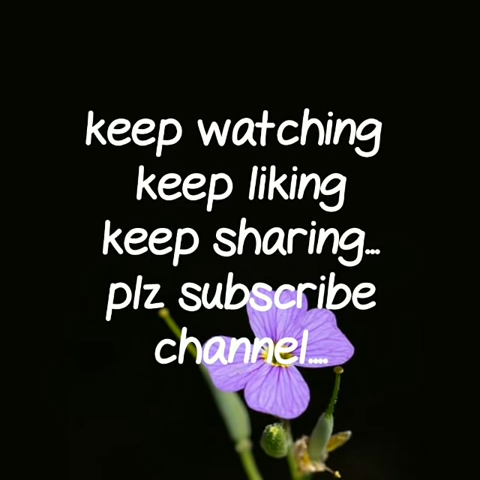 keep watching
keep liking
keep sharing...
plz subscribe
channel....